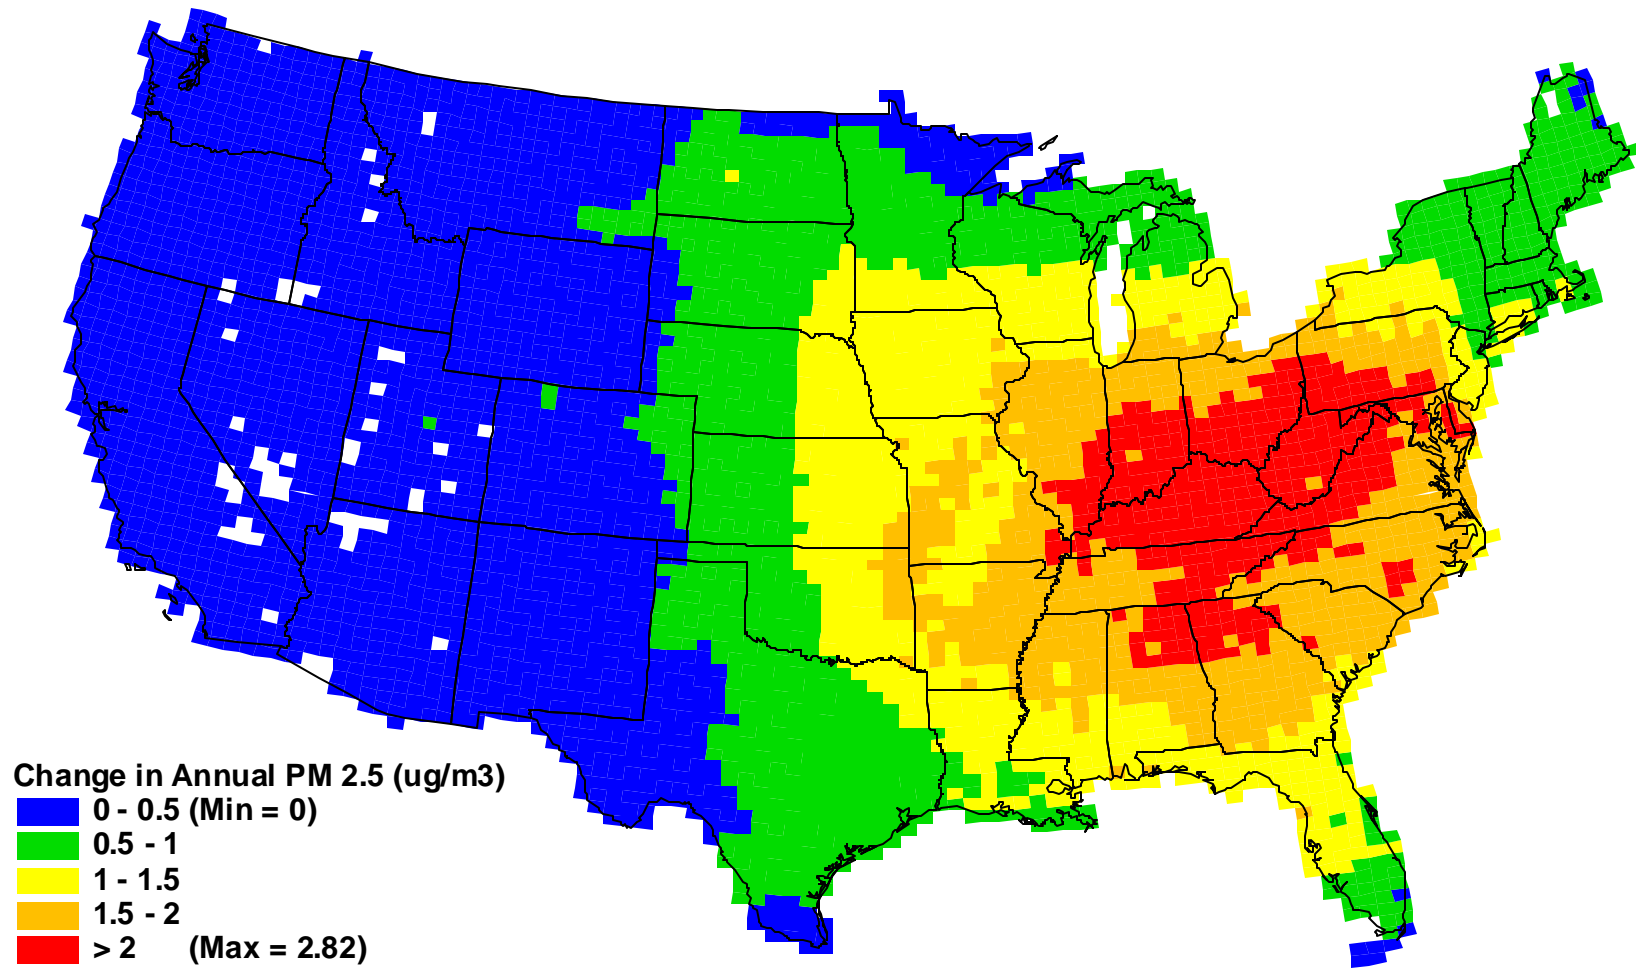 Change in Annual PM 2.5 (ug/m3)
0 - 0.5 (Min = 0)
0.5 - 1
1 - 1.5
1.5 - 2
> 2 (Max = 2.82)